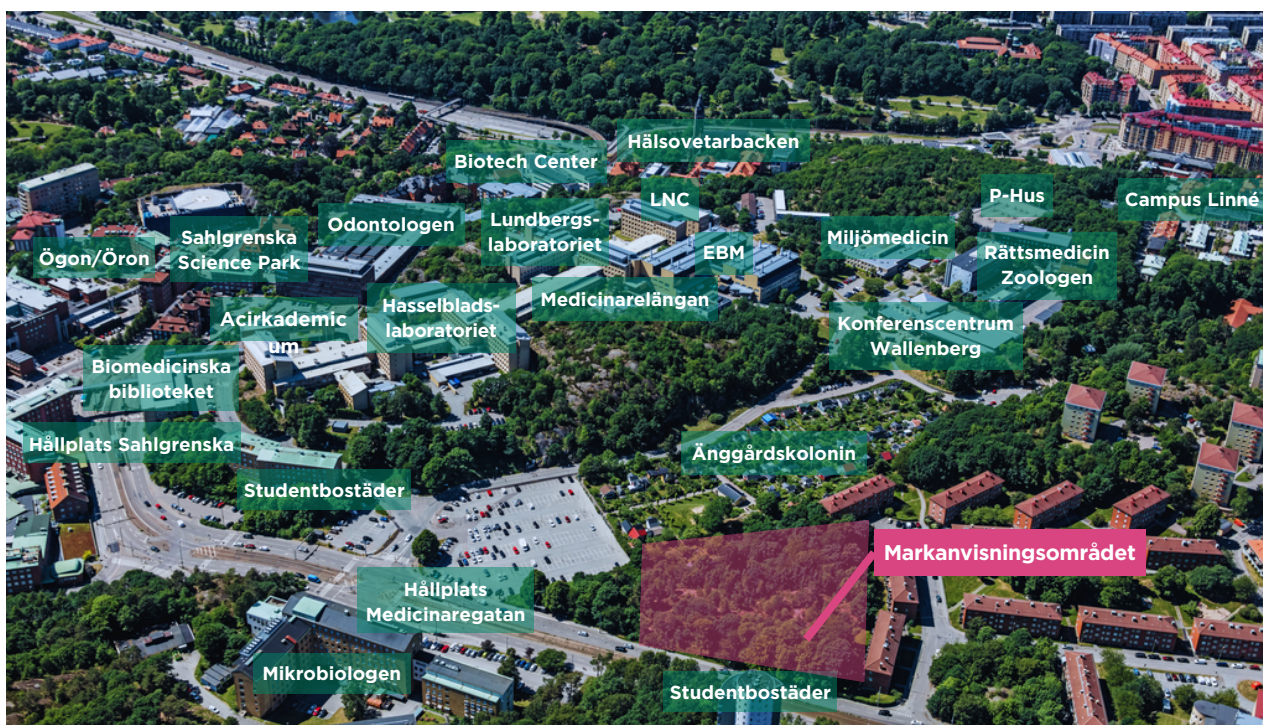 Hälsovetarbacken
Biotech Center
LNC
P-Hus
Campus Linné
Odontologen
Lundbergs-
laboratoriet
Sahlgrenska
Science Park
Ögon/Öron
EBM
Miljömedicin
Rättsmedicin
Zoologen
Medicinarelängan
Hasselblads-
laboratoriet
Acirkademic
um
Konferenscentrum
Wallenberg
Biomedicinska
biblioteket
Hållplats Sahlgrenska
Änggårdskolonin
Studentbostäder
Markanvisningsområdet
Hållplats
Medicinaregatan
Mikrobiologen
Studentbostäder